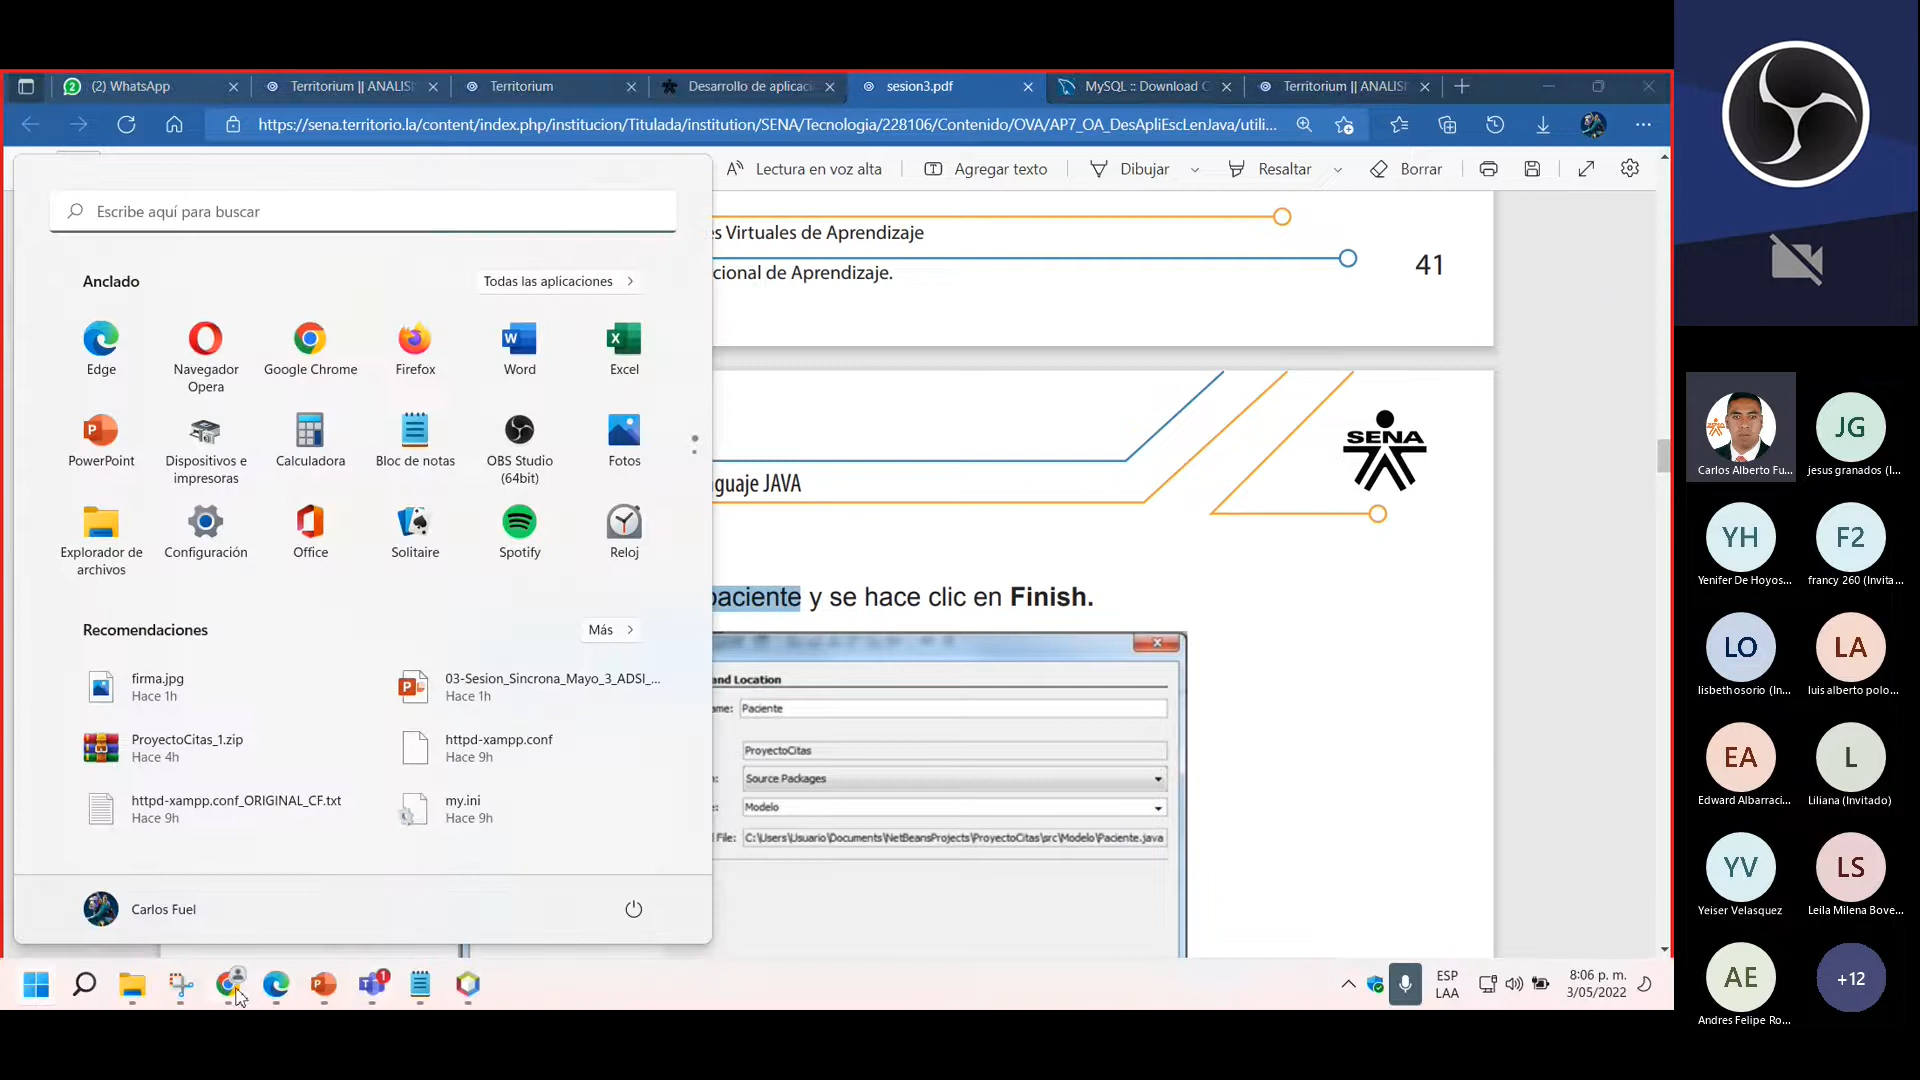 (2) WhatsApp
Territorium || ANALISI
Territorium
Desarrollo de aplicaci
sesion3.pdf
MySQL :: Download C
Territorium || ANALISI
https://sena.territorio.la/content/index.php/institucion/Titulada/institution/SENA/Tecnologia/228106/Contenido/OVA/AP7_OA_DesApliEscLenJava/utili...
Lectura en voz alta
Agregar texto
Dibujar
Resaltar
Borrar
Escribe aquí para buscar
Anclado
Todas las aplicaciones
Edge
Navegador Opera
Google Chrome
Firefox
Word
Excel
PowerPoint
Dispositivos e impresoras
Calculadora
Bloc de notas
OBS Studio (64bit)
Fotos
Explorador de archivos
Configuración
Office
Solitaire
Spotify
Reloj
Recomendaciones
Más
firma.jpg
Hace 1h
03-Sesion_Sincrona_Mayo_3_ADSI_...
Hace 1h
ProyectoCitas_1.zip
Hace 4h
httpd-xampp.conf
Hace 9h
httpd-xampp.conf_ORIGINAL_CF.txt
Hace 9h
my.ini
Hace 9h
Carlos Fuel
s Virtuales de Aprendizaje
cional de Aprendizaje.
41
SENA
guaje JAVA
paciente y se hace clic en Finish.
and Location
me: Paciente
ProyectoCitas
Source Packages
Modelo
File: C:\Users\Usuario\Documents\NetBeansProjects\ProyectoCitas\src\Modelo\Paciente.java
1
ESP
LAA
8:06 p. m.
3/05/2022
Carlos Alberto Fu...
JG
jesus granados (I...
YH
Yenifer De Hoyos...
F2
francy 260 (Invita...
LO
lisbeth osorio (In...
LA
luis alberto polo...
EA
Edward Albarraci...
L
Liliana (Invitado)
YV
Yeiser Velasquez
LS
Leila Milena Bove...
AE
Andres Felipe Ro...
+12